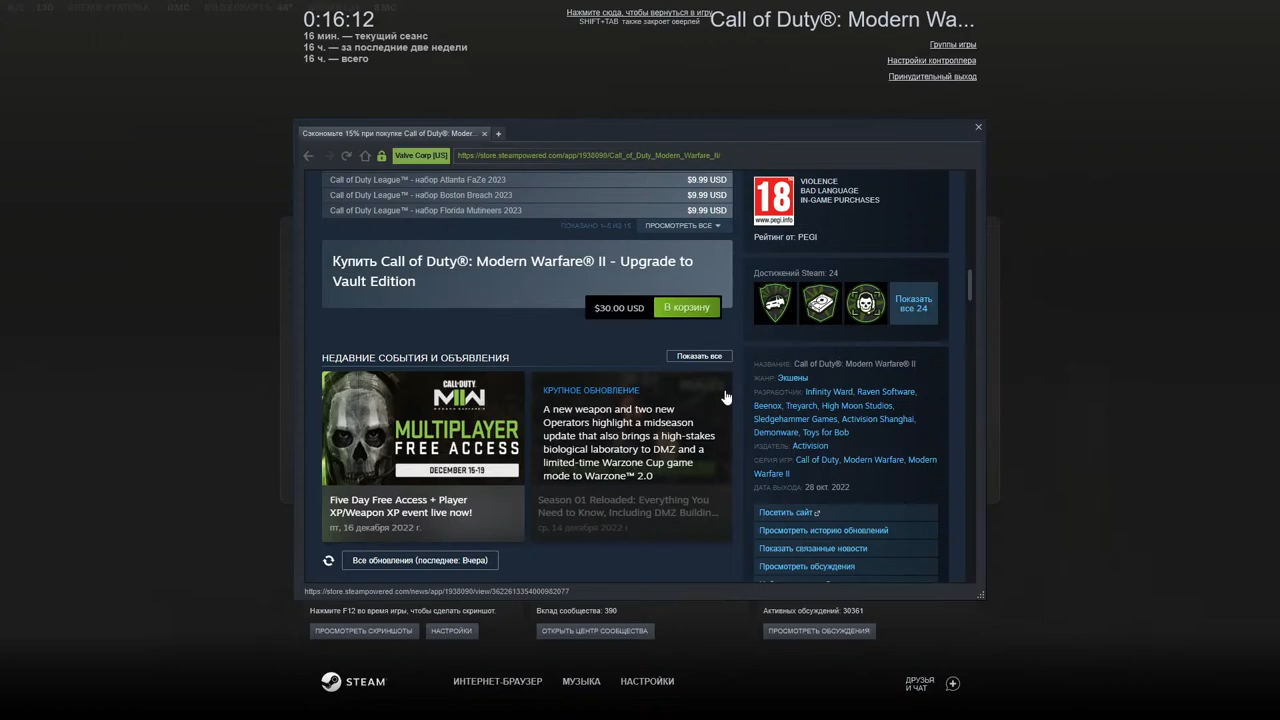 0:16:12
16 мин. — текущий сеанс
16 ч. — за последние две недели
16 ч. — всего
Нажмите сюда, чтобы вернуться в игру
SHIFT+TAB также закроет оверлей
Call of Duty®: Modern Wa...
Группы игры
Настройки контроллера
Принудительный выход
Сэкономьте 15% при покупке Call of Duty®: Moder...
Valve Corp [US]
https://store.steampowered.com/app/1938090/Call_of_Duty_Modern_Warfare_II/
Call of Duty League™ - набор Atlanta FaZe 2023 $9.99 USD
Call of Duty League™ - набор Boston Breach 2023 $9.99 USD
Call of Duty League™ - набор Florida Mutineers 2023 $9.99 USD
ПОКАЗАНО 1–5 ИЗ 15 ПРОСМОТРЕТЬ ВСЕ
Купить Call of Duty®: Modern Warfare® II - Upgrade to
Vault Edition
$30.00 USD В корзину
НЕДАВНИЕ СОБЫТИЯ И ОБЪЯВЛЕНИЯ
Показать все
CALL·DUTY
MWII
MULTIPLAYER
FREE ACCESS
DECEMBER 15-19
Five Day Free Access + Player
XP/Weapon XP event live now!
пт, 16 декабря 2022 г.
КРУПНОЕ ОБНОВЛЕНИЕ
A new weapon and two new
Operators highlight a midseason
update that also brings a high-stakes
biological laboratory to DMZ and a
limited-time Warzone Cup game
mode to Warzone™ 2.0
Season 01 Reloaded: Everything You
Need to Know, Including DMZ Buildin...
ср, 14 декабря 2022 г.
Все обновления (последнее: Вчера)
18
www.pegi.info
VIOLENCE
BAD LANGUAGE
IN-GAME PURCHASES
Рейтинг от: PEGI
Достижений Steam: 24
Показать
все 24
НАЗВАНИЕ: Call of Duty®: Modern Warfare® II
ЖАНР: Экшены
РАЗРАБОТЧИК: Infinity Ward, Raven Software,
Beenox, Treyarch, High Moon Studios,
Sledgehammer Games, Activision Shanghai,
Demonware, Toys for Bob
ИЗДАТЕЛЬ: Activision
СЕРИЯ ИГР: Call of Duty, Modern Warfare, Modern
Warfare II
ДАТА ВЫХОДА: 28 окт. 2022
Посетить сайт
Просмотреть историю обновлений
Показать связанные новости
Просмотреть обсуждения
https://store.steampowered.com/news/app/1938090/view/3622613354000982077
Нажмите F12 во время игры, чтобы сделать скриншот.
ПРОСМОТРЕТЬ СКРИНШОТЫ
НАСТРОЙКИ
Вклад сообщества: 390
ОТКРЫТЬ ЦЕНТР СООБЩЕСТВА
Активных обсуждений: 30361
ПРОСМОТРЕТЬ ОБСУЖДЕНИЯ
STEAM
ИНТЕРНЕТ-БРАУЗЕР
МУЗЫКА
НАСТРОЙКИ
ДРУЗЬЯ
И ЧАТ